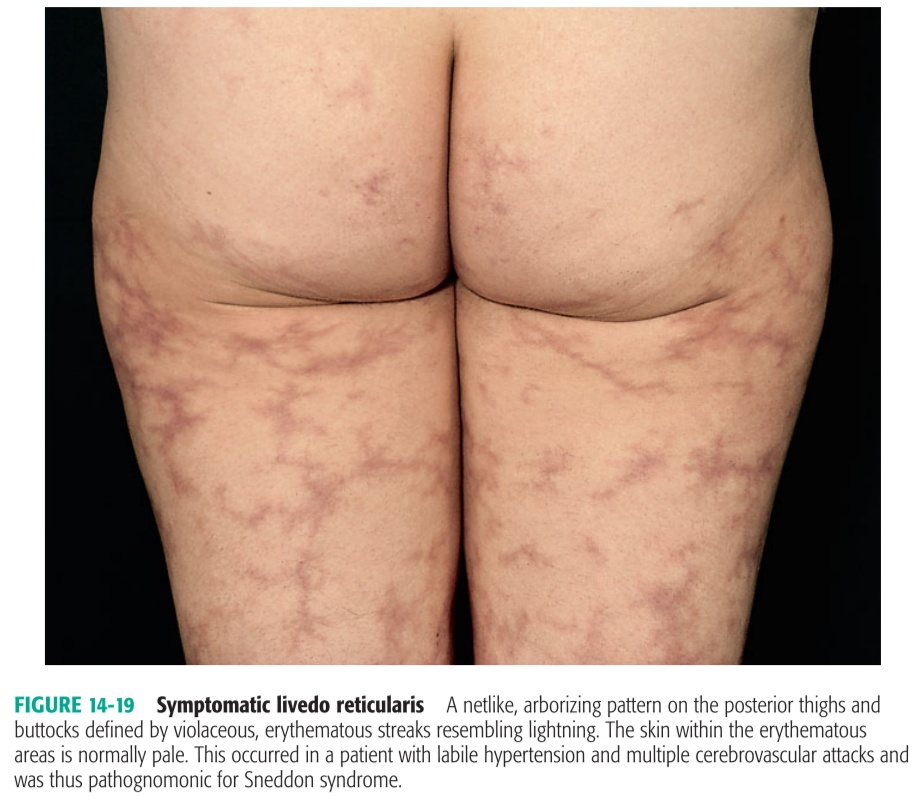 FIGURE 14-19 Symptomatic livedo reticularis A netlike, arborizing pattern on the posterior thighs and
buttocks defined by violaceous, erythematous streaks resembling lightning. The skin within the erythematous
areas is normally pale. This occurred in a patient with labile hypertension and multiple cerebrovascular attacks and
was thus pathognomonic for Sneddon syndrome.